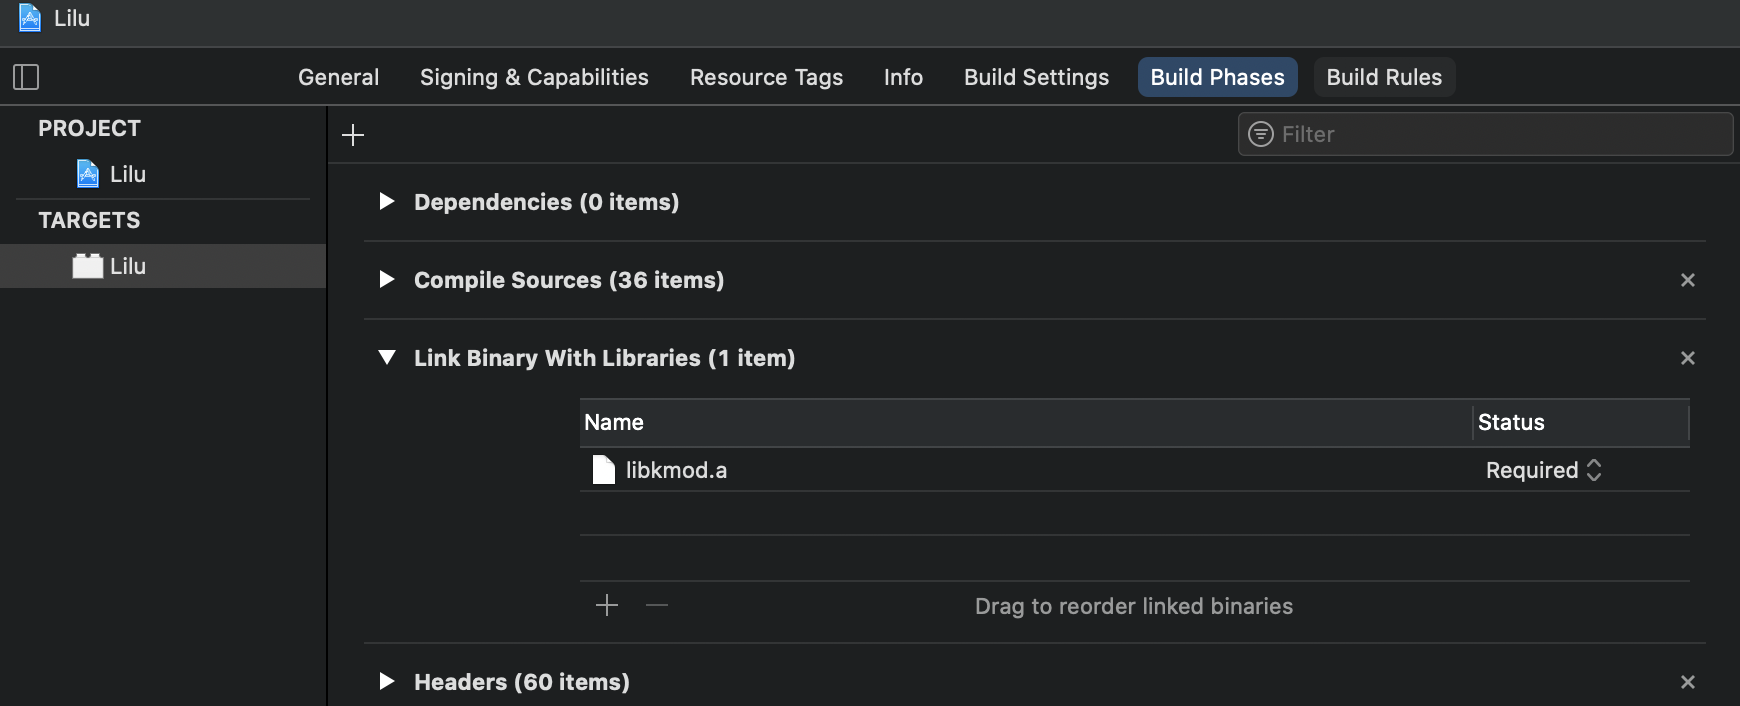 Lilu
General Signing & Capabilities Resource Tags Info Build Settings Build Phases Build Rules
PROJECT
Lilu
TARGETS
Lilu
Filter
Dependencies (0 items)
Compile Sources (36 items)
Link Binary With Libraries (1 item)
Name Status
libkmod.a Required
Drag to reorder linked binaries
Headers (60 items)